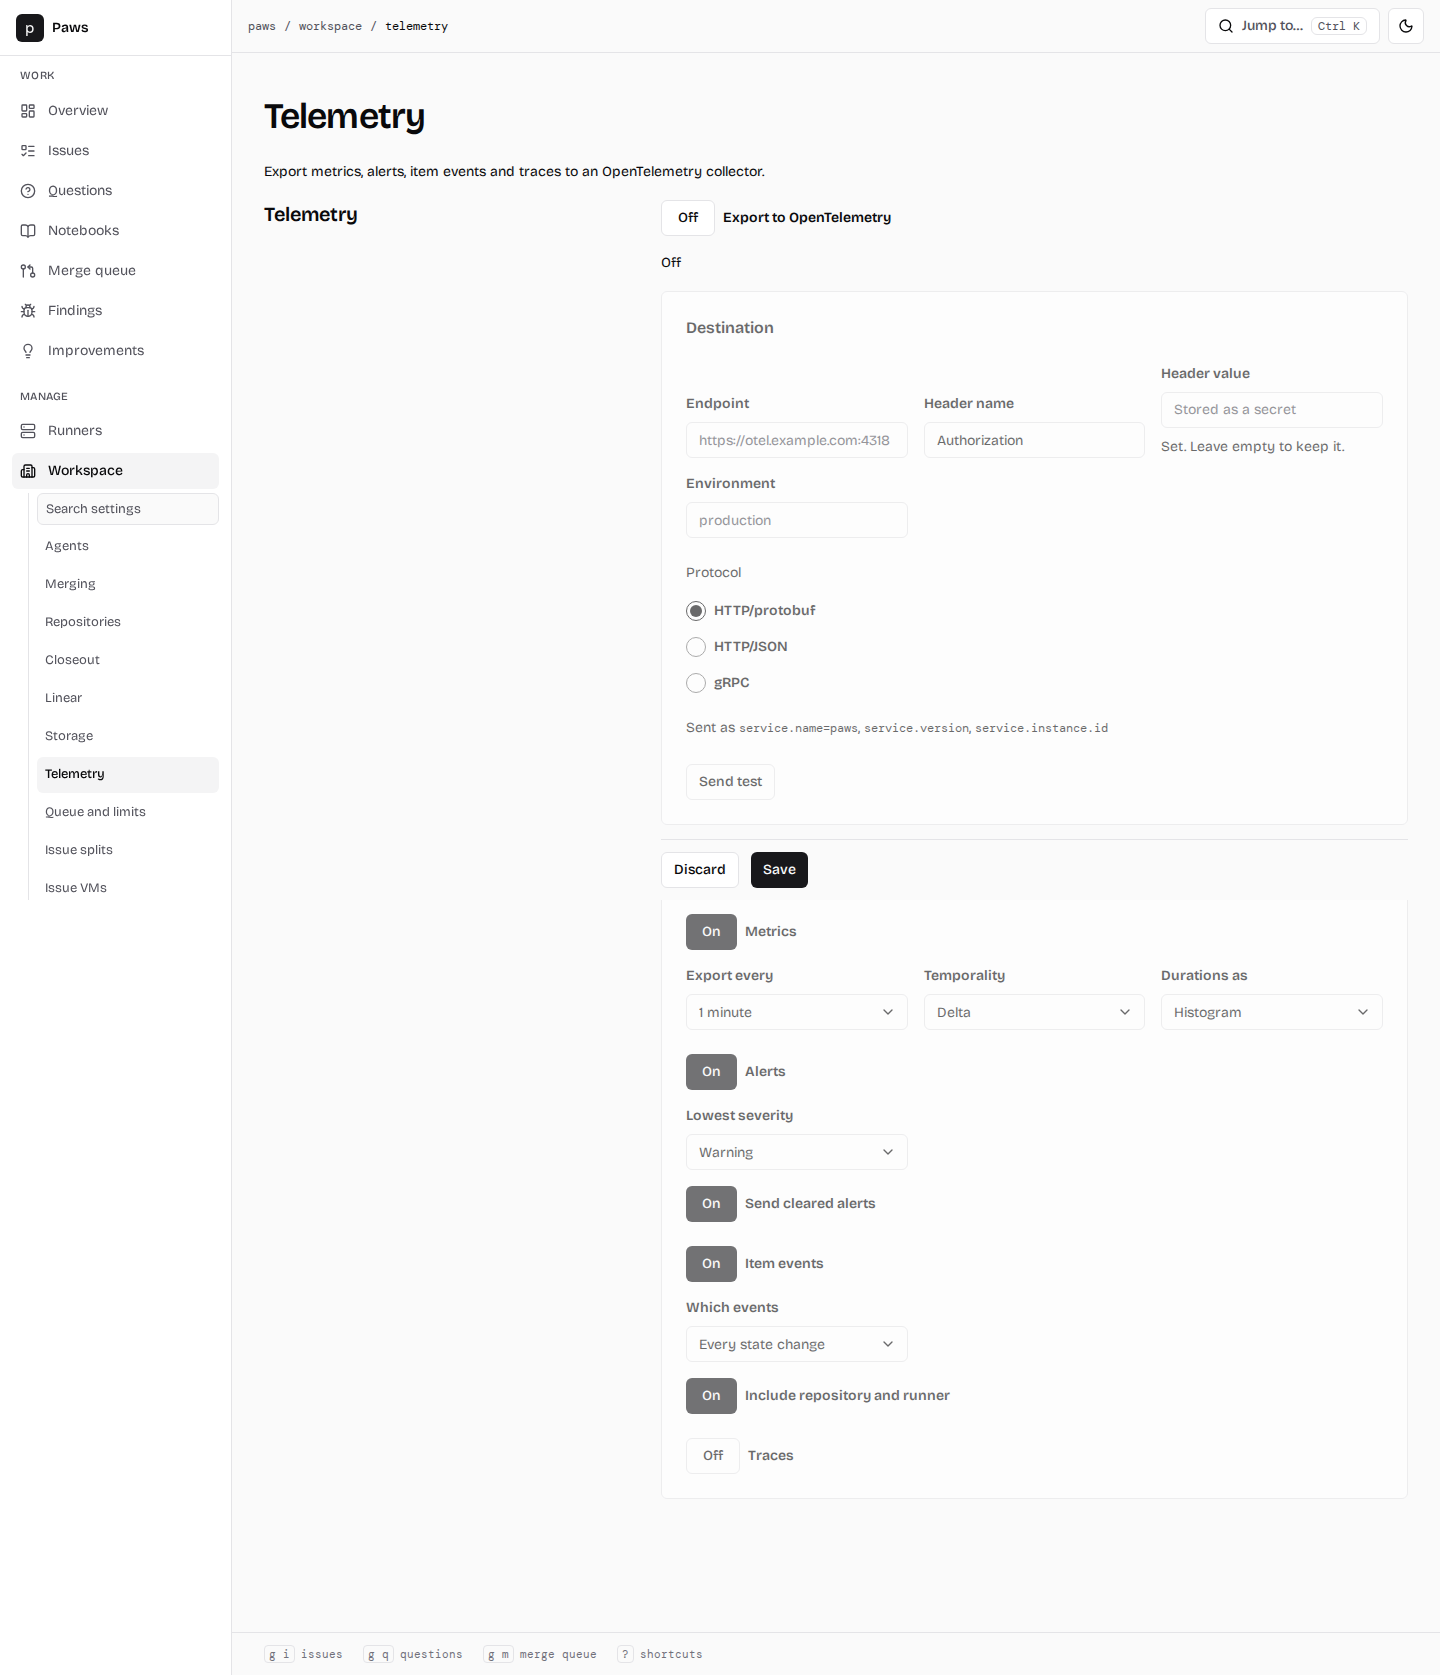 p Paws
paws / workspace / telemetry
Jump to... Ctrl K
WORK
Overview
Issues
Questions
Notebooks
Merge queue
Findings
Improvements
MANAGE
Runners
Workspace
Search settings
Agents
Merging
Repositories
Closeout
Linear
Storage
Telemetry
Queue and limits
Issue splits
Issue VMs
Telemetry
Export metrics, alerts, item events and traces to an OpenTelemetry collector.
Telemetry
Off Export to OpenTelemetry
Off
Destination
Endpoint
https://otel.example.com:4318
Header name
Authorization
Header value
Stored as a secret
Set. Leave empty to keep it.
Environment
production
Protocol
HTTP/protobuf
HTTP/JSON
gRPC
Sent as service.name=paws, service.version, service.instance.id
Send test
Discard Save
On Metrics
Export every Temporality Durations as
1 minute Delta Histogram
On Alerts
Lowest severity
Warning
On Send cleared alerts
On Item events
Which events
Every state change
On Include repository and runner
Off Traces
g i issues g q questions g m merge queue ? shortcuts